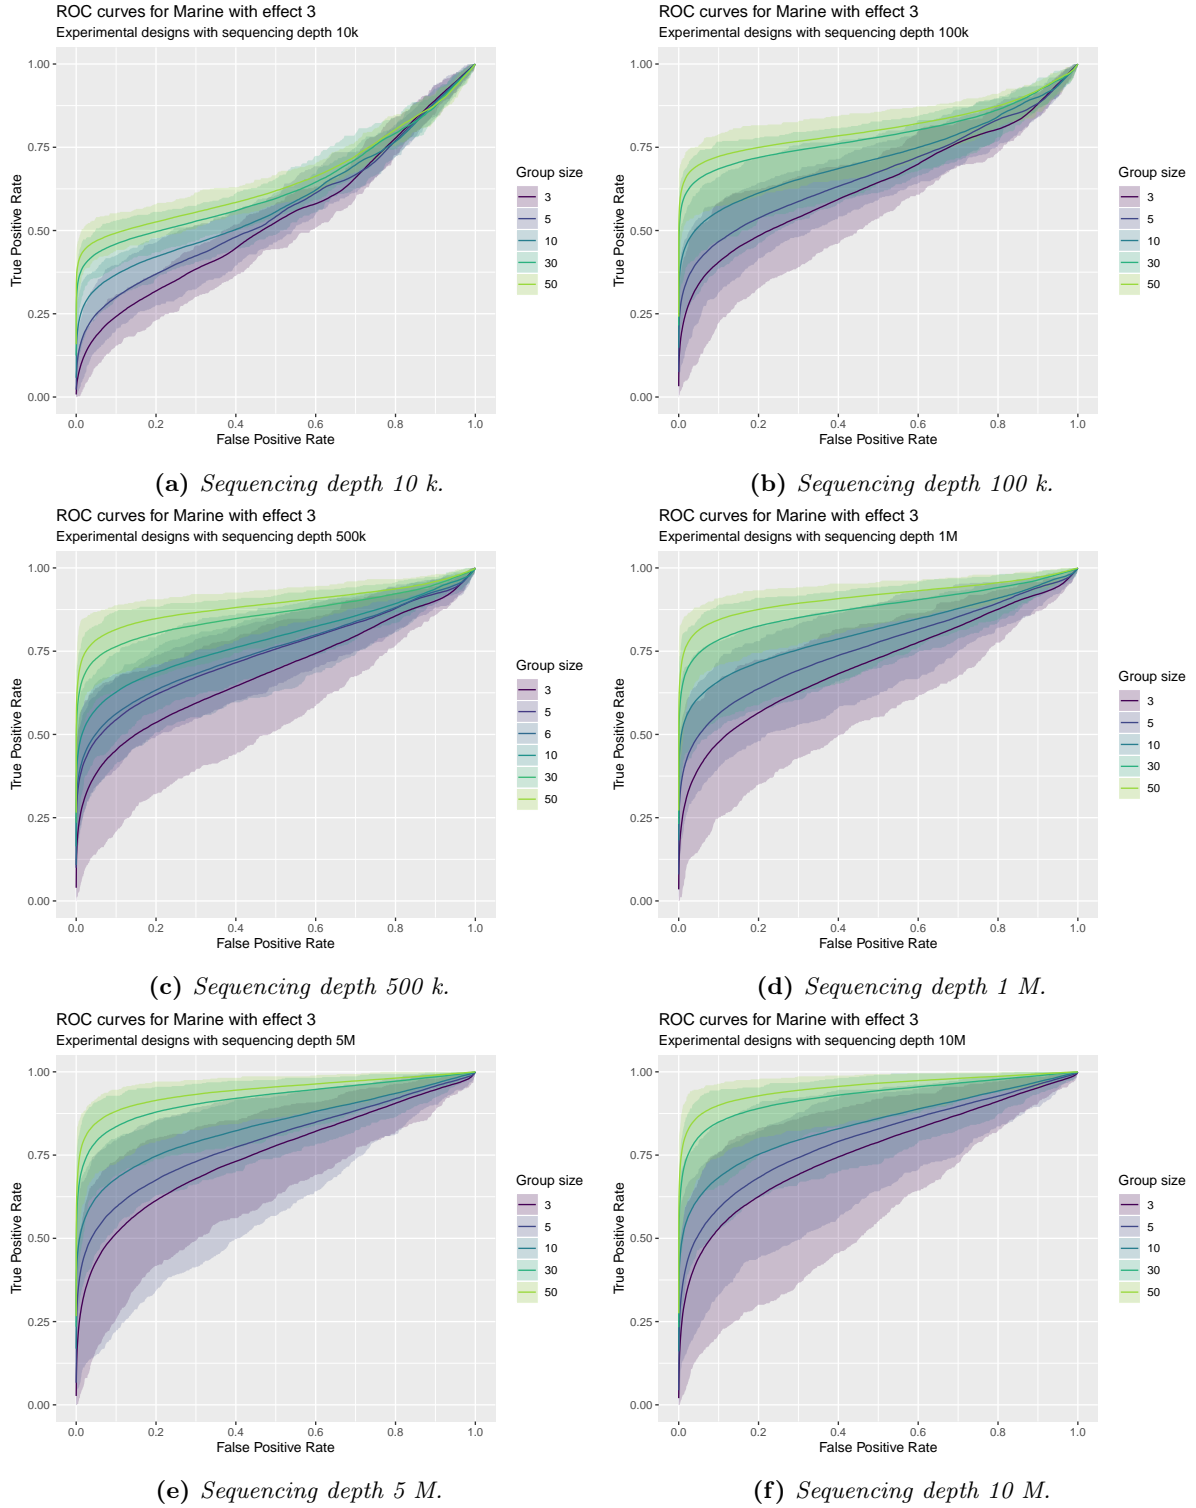 ROC curves for Marine with effect 3
Experimental designs with sequencing depth 10k
True Positive Rate
1.00
0.75
0.50
0.25
0.00
0.0 0.2 0.4 0.6 0.8 1.0
False Positive Rate
Group size
3
5
10
30
50
(a) Sequencing depth 10 k.
ROC curves for Marine with effect 3
Experimental designs with sequencing depth 100k
True Positive Rate
1.00
0.75
0.50
0.25
0.00
0.0 0.2 0.4 0.6 0.8 1.0
False Positive Rate
Group size
3
5
10
30
50
(b) Sequencing depth 100 k.
ROC curves for Marine with effect 3
Experimental designs with sequencing depth 500k
True Positive Rate
1.00
0.75
0.50
0.25
0.00
0.0 0.2 0.4 0.6 0.8 1.0
False Positive Rate
Group size
3
5
6
10
30
50
(c) Sequencing depth 500 k.
ROC curves for Marine with effect 3
Experimental designs with sequencing depth 1M
True Positive Rate
1.00
0.75
0.50
0.25
0.00
0.0 0.2 0.4 0.6 0.8 1.0
False Positive Rate
Group size
3
5
10
30
50
(d) Sequencing depth 1 M.
ROC curves for Marine with effect 3
Experimental designs with sequencing depth 5M
True Positive Rate
1.00
0.75
0.50
0.25
0.00
0.0 0.2 0.4 0.6 0.8 1.0
False Positive Rate
Group size
3
5
10
30
50
(e) Sequencing depth 5 M.
ROC curves for Marine with effect 3
Experimental designs with sequencing depth 10M
True Positive Rate
1.00
0.75
0.50
0.25
0.00
0.0 0.2 0.4 0.6 0.8 1.0
False Positive Rate
Group size
3
5
10
30
50
(f) Sequencing depth 10 M.